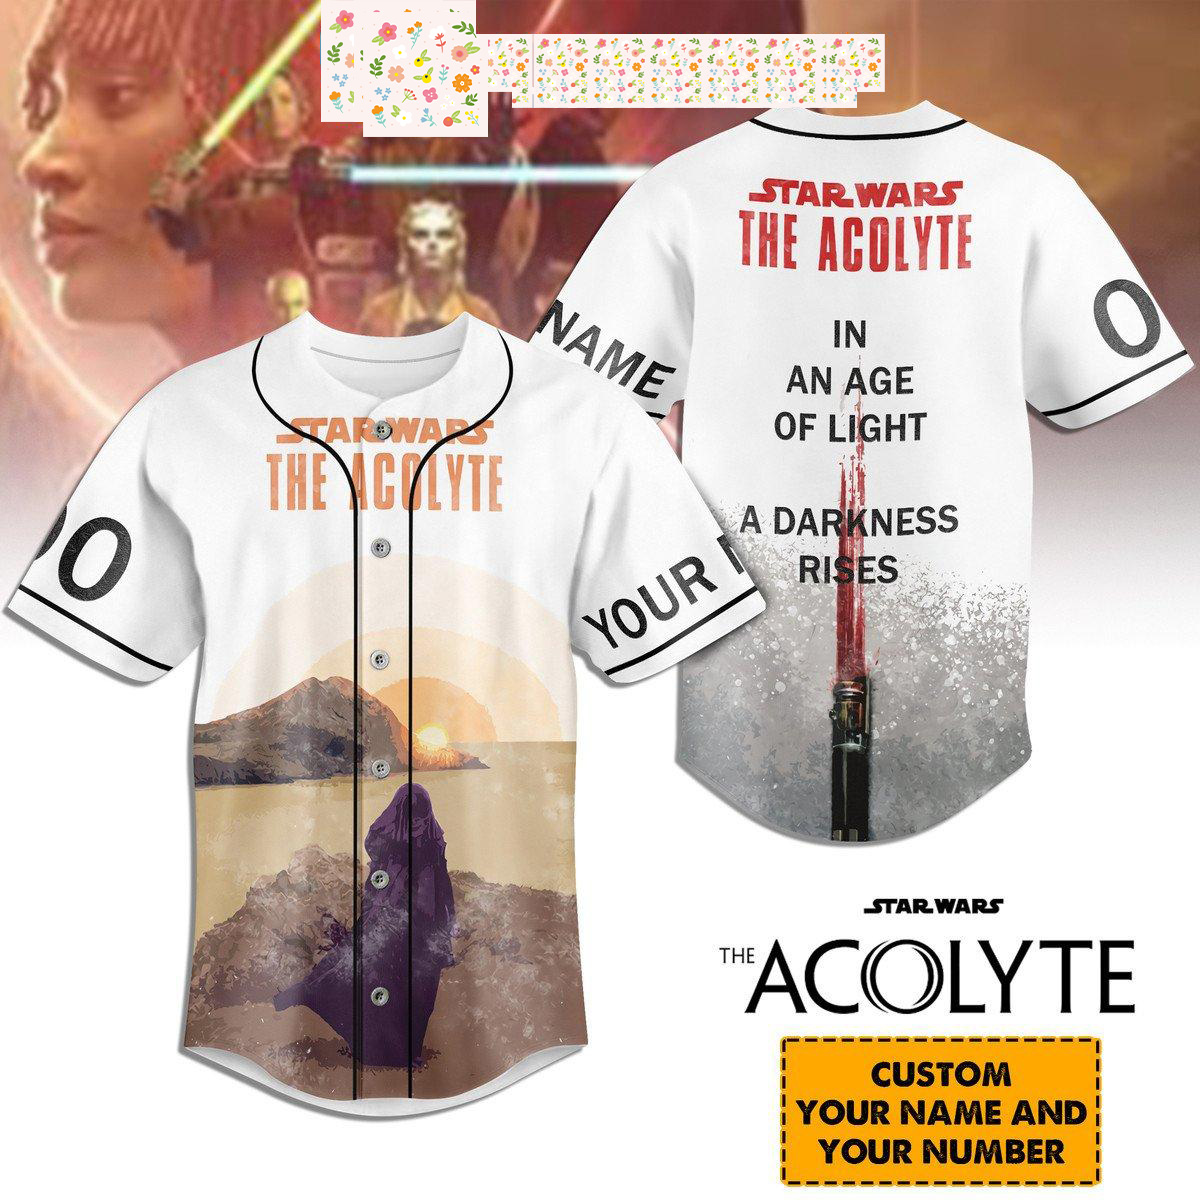 STAR WARS
THE ACOLYTE
IN
AN AGE
OF LIGHT
A DARKNESS
RISES
NAME
0
STAR WARS
THE ACOLYTE
00
YOUR
STAR WARS
THE ACOLYTE
CUSTOM
YOUR NAME AND
YOUR NUMBER